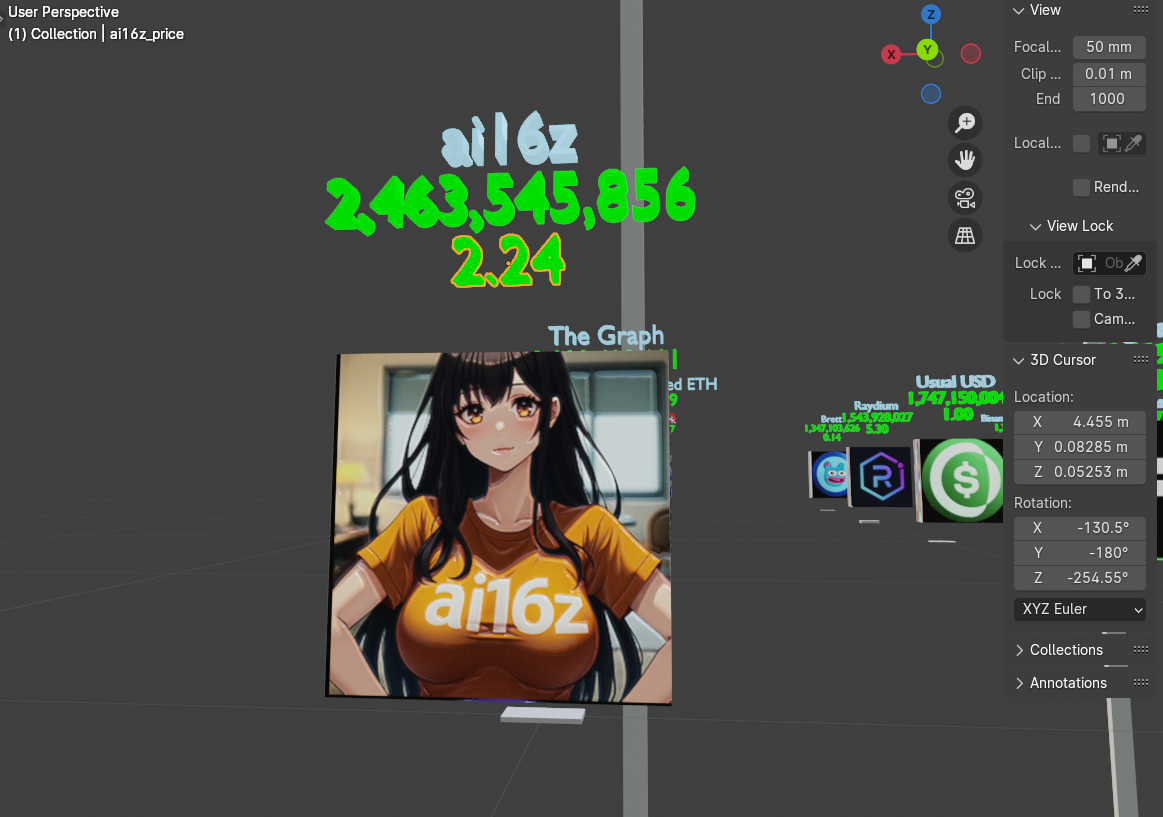 User Perspective
(1) Collection | ai16z_price
ai16z
2,463,545,856
2.24
The Graph
ed ETH
9
7
Brett
1,347,103,626
0.14
Raydium
1,543,928,027
5.30
Usual USD
1,747,150,004
1.00
Binan
ai16z
X
Y
Z
View
Focal... 50 mm
Clip ... 0.01 m
End 1000
Local...
Rend...
View Lock
Lock ... Ob
Lock To 3...
Cam...
3D Cursor
Location:
X 4.455 m
Y 0.08285 m
Z 0.05253 m
Rotation:
X -130.5°
Y -180°
Z -254.55°
XYZ Euler
Collections
Annotations